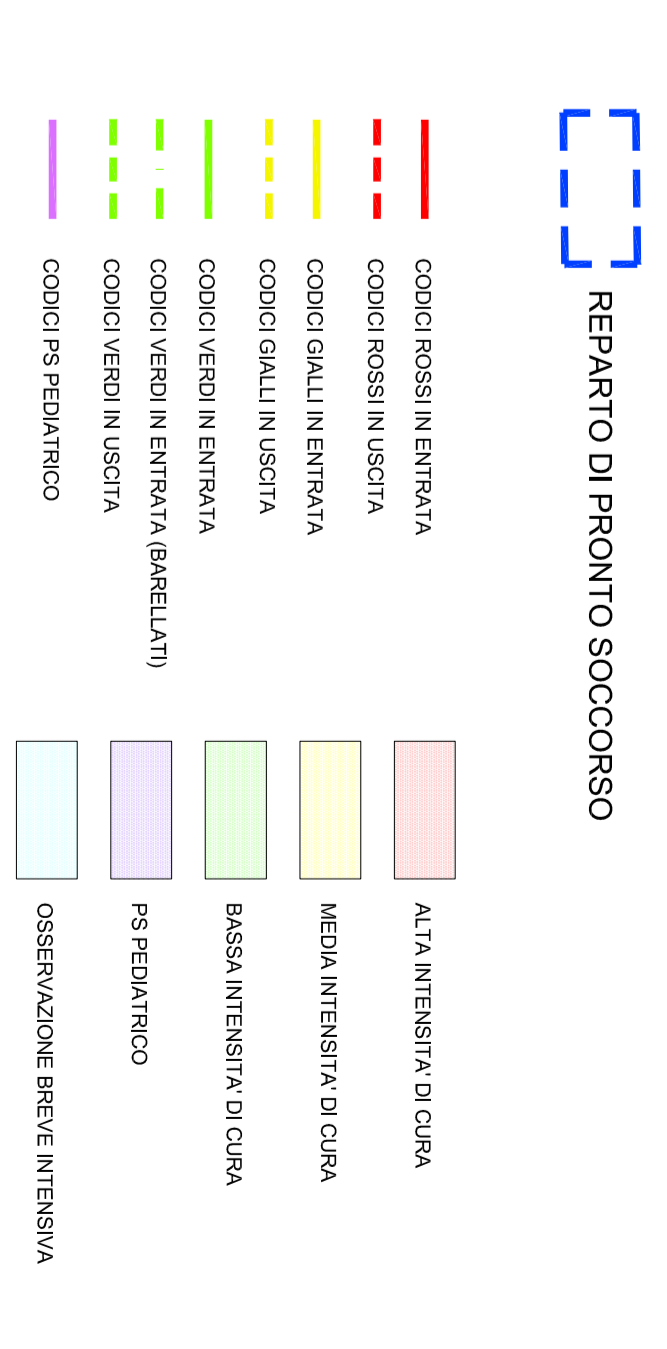 REPARTO DI PRONTO SOCCORSO
CODICI ROSSI IN ENTRATA
CODICI ROSSI IN USCITA
CODICI GIALLI IN ENTRATA
CODICI GIALLI IN USCITA
CODICI VERDI IN ENTRATA
CODICI VERDI IN ENTRATA (BARELLATI)
CODICI VERDI IN USCITA
CODICI PS PEDIATRICO
ALTA INTENSITA' DI CURA
MEDIA INTENSITA' DI CURA
BASSA INTENSITA' DI CURA
PS PEDIATRICO
OSSERVAZIONE BREVE INTENSIVA